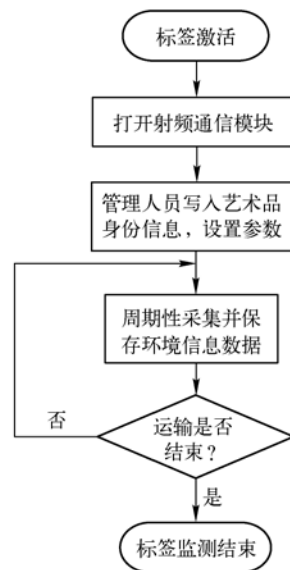 标签激活
打开射频通信模块
管理人员写入艺术品
身份信息，设置参数
周期性采集并保
存环境信息数据
运输是否
结束？
否
是
标签监测结束